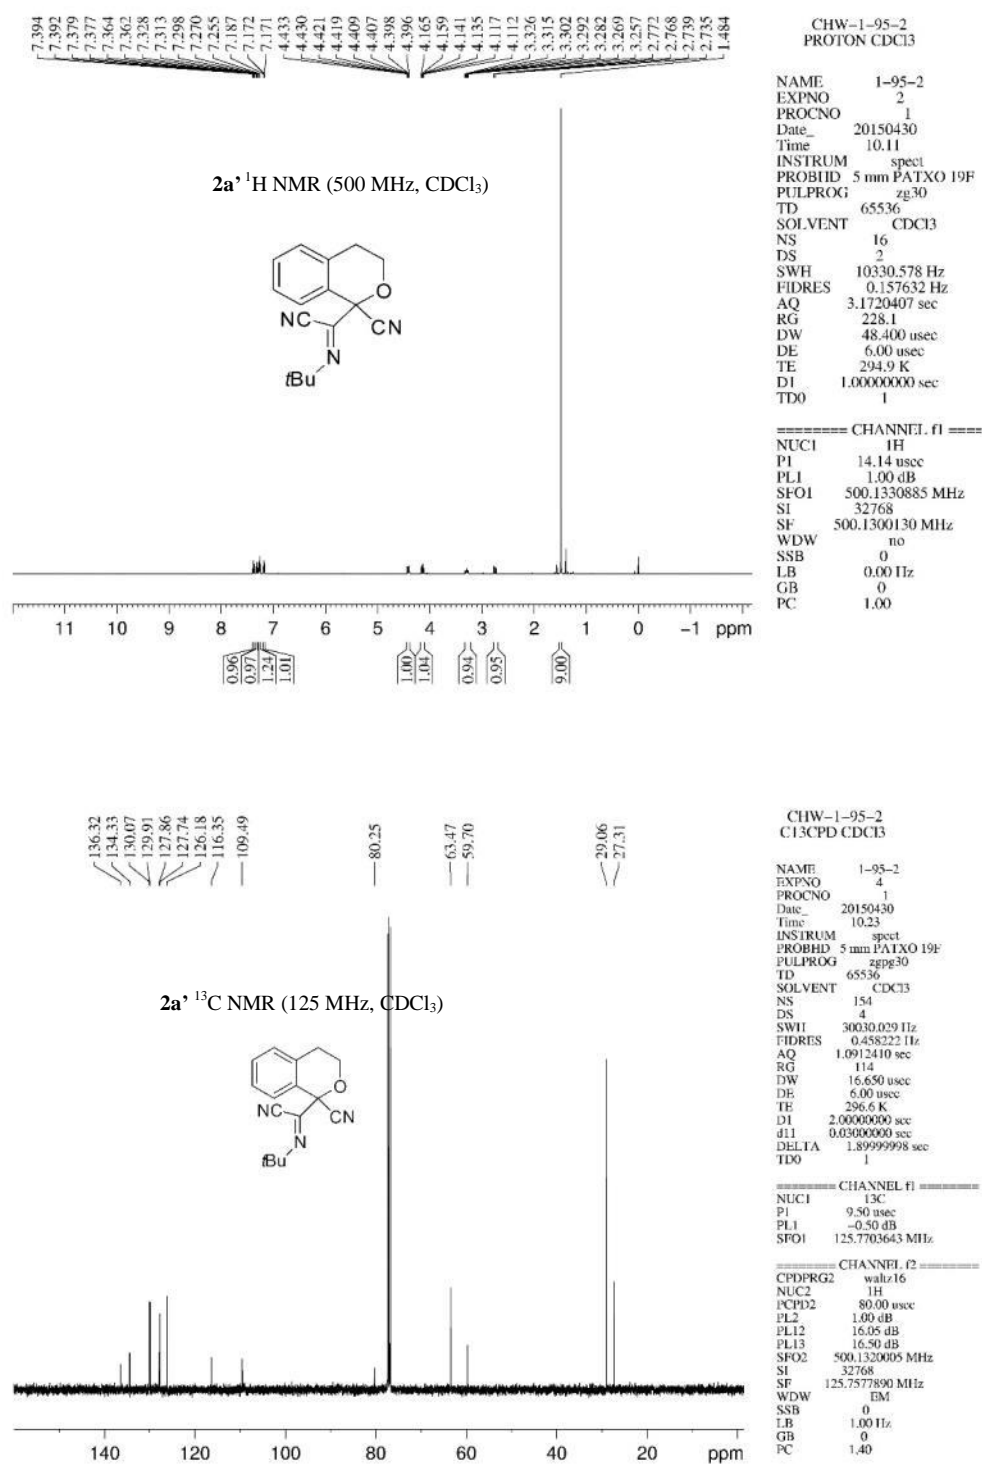 7.394
7.392
7.379
7.377
7.364
7.362
7.328
7.313
7.298
7.270
7.255
7.187
7.172
7.171
4.433
4.430
4.421
4.419
4.409
4.407
4.398
4.396
4.165
4.159
4.141
4.135
4.117
4.112
3.326
3.315
3.302
3.292
3.282
3.269
3.257
2.772
2.768
2.739
2.735
1.484
CHW-1-95-2
PROTON CDCl3
NAME 1-95-2
EXPNO 2
PROCNO 1
Date_ 20150430
Time 10.11
INSTRUM spect
PROBHD 5 mm PATXO 19F
PULPROG zg30
TD 65536
SOLVENT CDCl3
NS 16
DS 2
SWH 10330.578 Hz
FIDRES 0.157632 Hz
AQ 3.1720407 sec
RG 228.1
DW 48.400 usec
DE 6.00 usec
TE 294.9 K
D1 1.00000000 sec
TD0 1
======== CHANNEL f1 ====
NUC1 1H
P1 14.14 usec
PL1 1.00 dB
SFO1 500.1330885 MHz
SI 32768
SF 500.1300130 MHz
WDW no
SSB 0
LB 0.00 Hz
GB 0
PC 1.00
2a' ¹H NMR (500 MHz, CDCl₃)
O
NC
CN
N
tBu
11 10 9 8 7 6 5 4 3 2 1 0 −1 ppm
0.96
0.97
1.24
1.01
1.00
1.04
0.94
0.95
9.00
136.32
134.33
130.07
129.91
127.86
127.74
126.18
116.35
109.49
80.25
63.47
59.70
29.06
27.31
CHW-1-95-2
C13CPD CDCl3
NAME 1-95-2
EXPNO 4
PROCNO 1
Date_ 20150430
Time 10.23
INSTRUM spect
PROBHD 5 mm PATXO 19F
PULPROG zgpg30
TD 65536
SOLVENT CDCl3
NS 154
DS 4
SWH 30030.029 Hz
FIDRES 0.458222 Hz
AQ 1.0912410 sec
RG 114
DW 16.650 usec
DE 6.00 usec
TE 296.6 K
D1 2.00000000 sec
d11 0.03000000 sec
DELTA 1.89999998 sec
TD0 1
======== CHANNEL f1 ========
NUC1 13C
P1 9.50 usec
PL1 −0.50 dB
SFO1 125.7703643 MHz
======== CHANNEL f2 ========
CPDPRG2 waltz16
NUC2 1H
PCPD2 80.00 usec
PL2 1.00 dB
PL12 16.05 dB
PL13 16.50 dB
SFO2 500.1320005 MHz
SI 32768
SF 125.7577890 MHz
WDW EM
SSB 0
LB 1.00 Hz
GB 0
PC 1.40
2a' ¹³C NMR (125 MHz, CDCl₃)
O
NC
CN
N
tBu
140 120 100 80 60 40 20 ppm